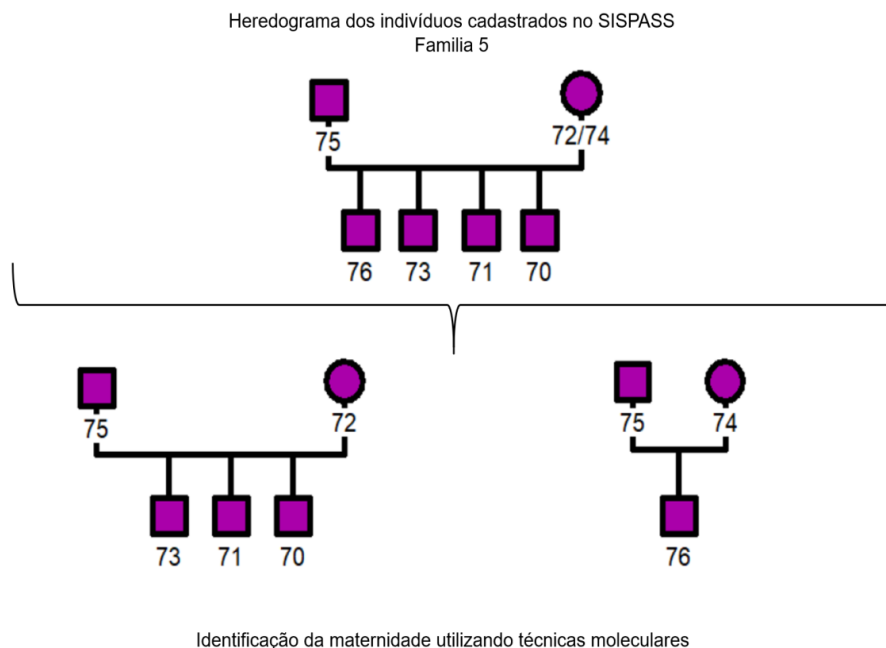 Heredograma dos indivíduos cadastrados no SISPASS
Familia 5
75 72/74
76 73 71 70
75 72 75 74
73 71 70 76
Identificação da maternidade utilizando técnicas moleculares